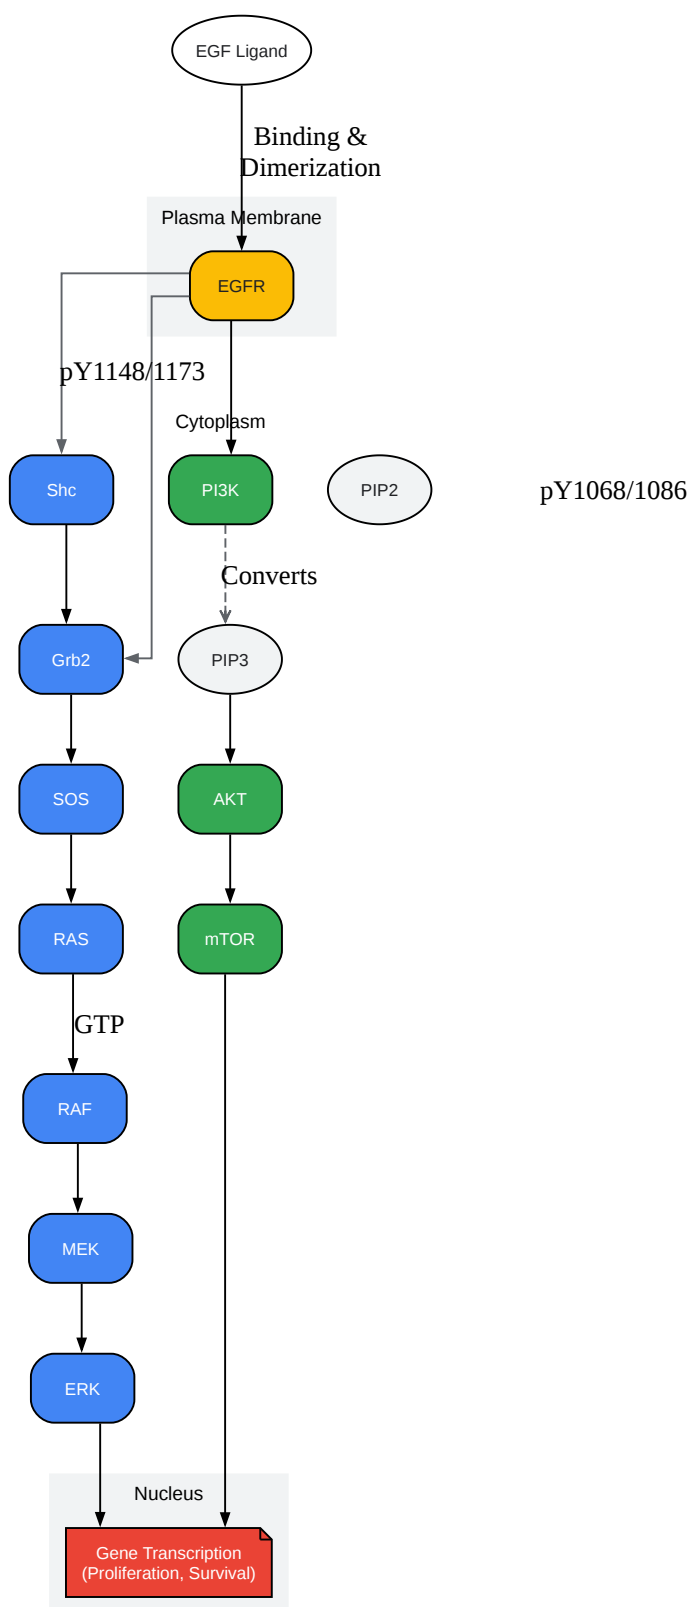 EGF Ligand
Binding &
Dimerization
Plasma Membrane
EGFR
pY1148/1173
Cytoplasm
Shc
PI3K
PIP2
pY1068/1086
Converts
Grb2
PIP3
SOS
AKT
RAS
mTOR
GTP
RAF
MEK
ERK
Nucleus
Gene Transcription
(Proliferation, Survival)